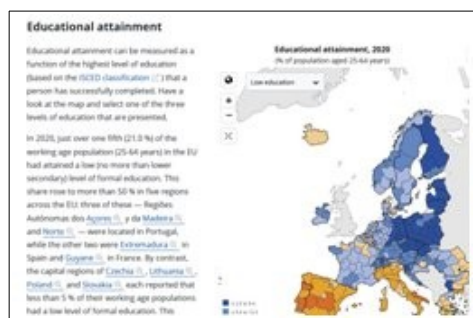 Educational attainment
Educational attainment can be measured as a
function of the highest level of education
(based on the ISCED classification ) that a
person has successfully completed. Have a
look at the map and select one of the three
levels of education that are presented.
In 2020, just over one fifth (21.0 %) of the
working age population (25-64 years) in the EU
had attained a low (no more than lower
secondary) level of formal education. This
share rose to more than 50 % in five regions
across the EU: three of these — Regiões
Autónomas dos Açores , y da Madeira
and Norte — were located in Portugal,
while the other two were Extremadura in
Spain and Guyane in France. By contrast,
the capital regions of Czechia , Lithuania ,
Poland and Slovakia each reported that
less than 5 % of their working age populations
had a low level of formal education. This
Educational attainment, 2020
(% of population aged 25-64 years)
Low education
+
−